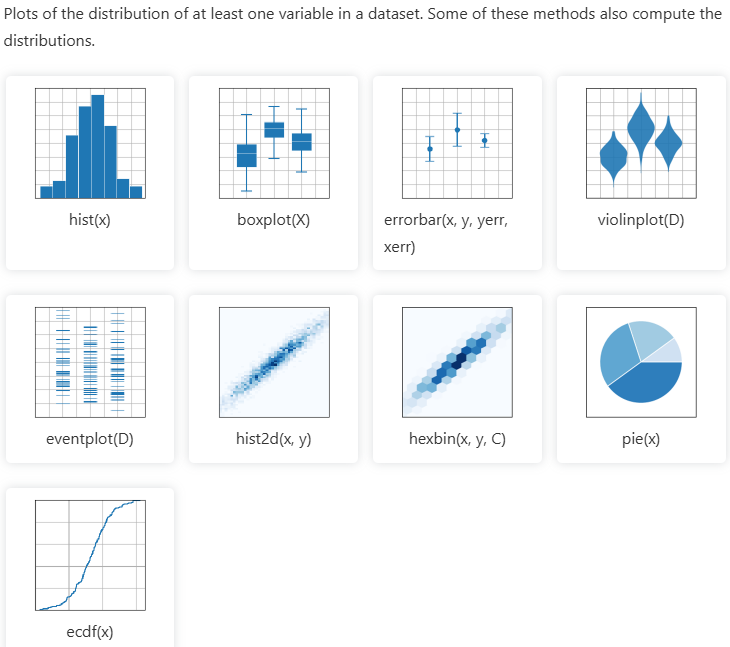 Plots of the distribution of at least one variable in a dataset. Some of these methods also compute the
distributions.
hist(x)
boxplot(X)
errorbar(x, y, yerr,
xerr)
violinplot(D)
eventplot(D)
hist2d(x, y)
hexbin(x, y, C)
pie(x)
ecdf(x)